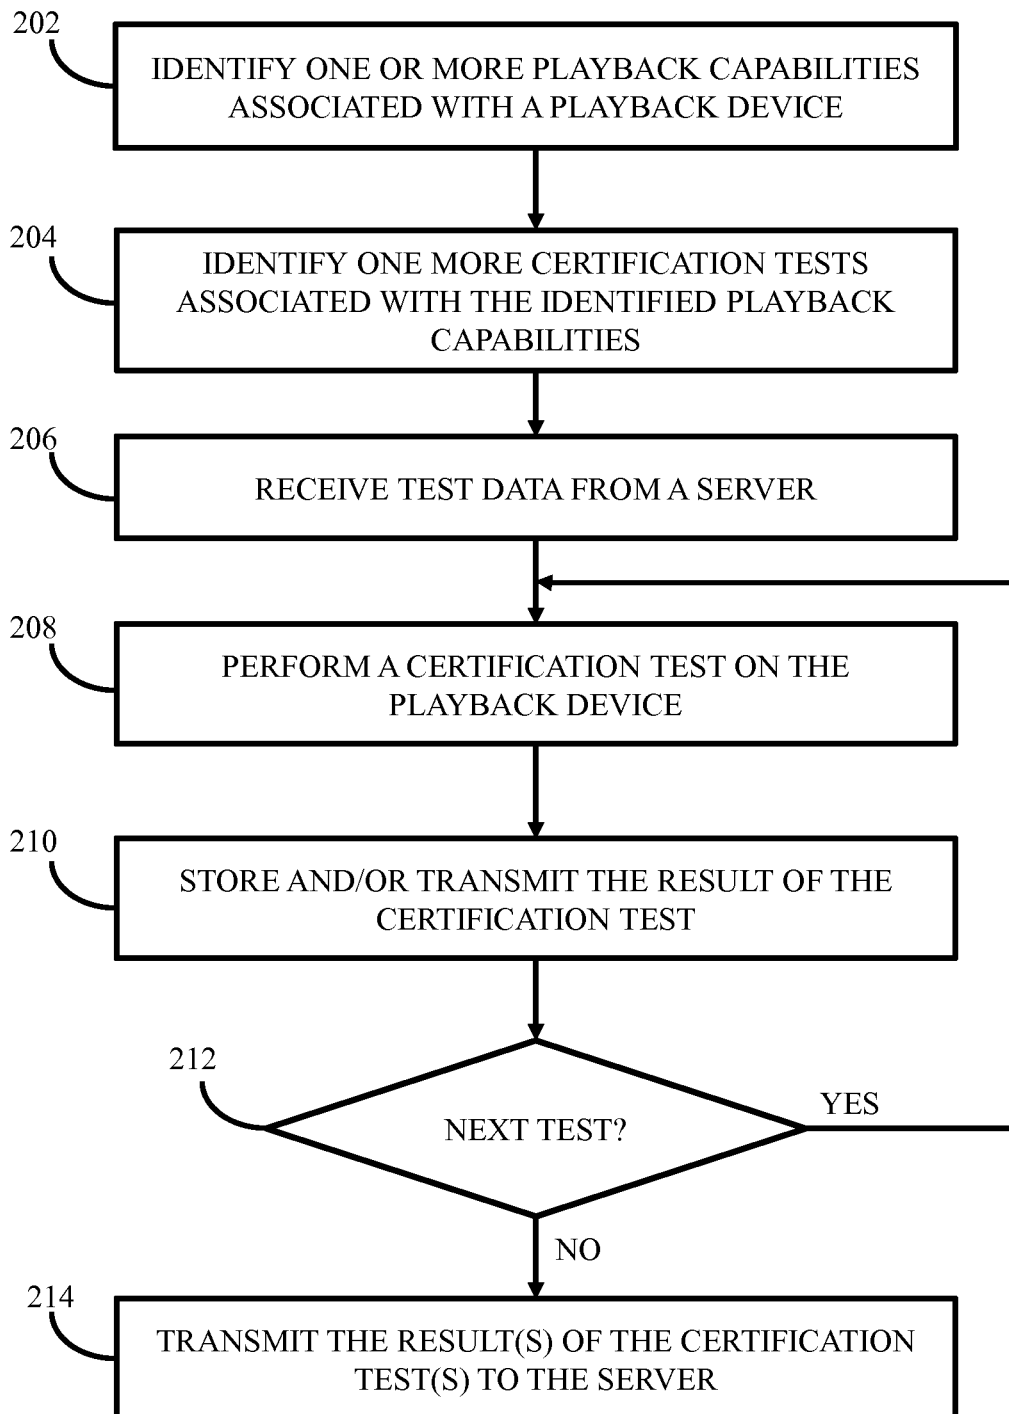 202
IDENTIFY ONE OR MORE PLAYBACK CAPABILITIES
ASSOCIATED WITH A PLAYBACK DEVICE
204
IDENTIFY ONE MORE CERTIFICATION TESTS
ASSOCIATED WITH THE IDENTIFIED PLAYBACK
CAPABILITIES
206
RECEIVE TEST DATA FROM A SERVER
208
PERFORM A CERTIFICATION TEST ON THE
PLAYBACK DEVICE
210
STORE AND/OR TRANSMIT THE RESULT OF THE
CERTIFICATION TEST
212
NEXT TEST?
YES
NO
214
TRANSMIT THE RESULT(S) OF THE CERTIFICATION
TEST(S) TO THE SERVER